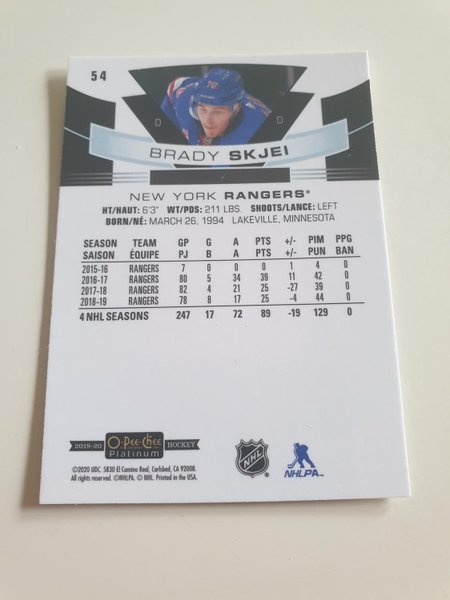 54
76
D D
BRADY SKJEI
NEW YORK RANGERS®
HT/HAUT: 6'3" WT/PDS: 211 LBS. SHOOTS/LANCE: LEFT
BORN/NÉ: MARCH 26, 1994 LAKEVILLE, MINNESOTA
SEASON TEAM GP G A PTS +/- PIM PPG
SAISON ÉQUIPE PJ B A PTS +/- PUN BAN
2015-16 RANGERS 7 0 0 0 1 4 0
2016-17 RANGERS 80 5 34 39 11 42 0
2017-18 RANGERS 82 4 21 25 -27 39 0
2018-19 RANGERS 78 8 17 25 -4 44 0
4 NHL SEASONS 247 17 72 89 -19 129 0
2019-20 O-Pee-Chee Platinum HOCKEY
©2020 UDC. 5830 El Camino Real, Carlsbad, CA 92008.
All rights reserved. ©NHLPA. © NHL. Printed in the USA.
NHL
NHLPA